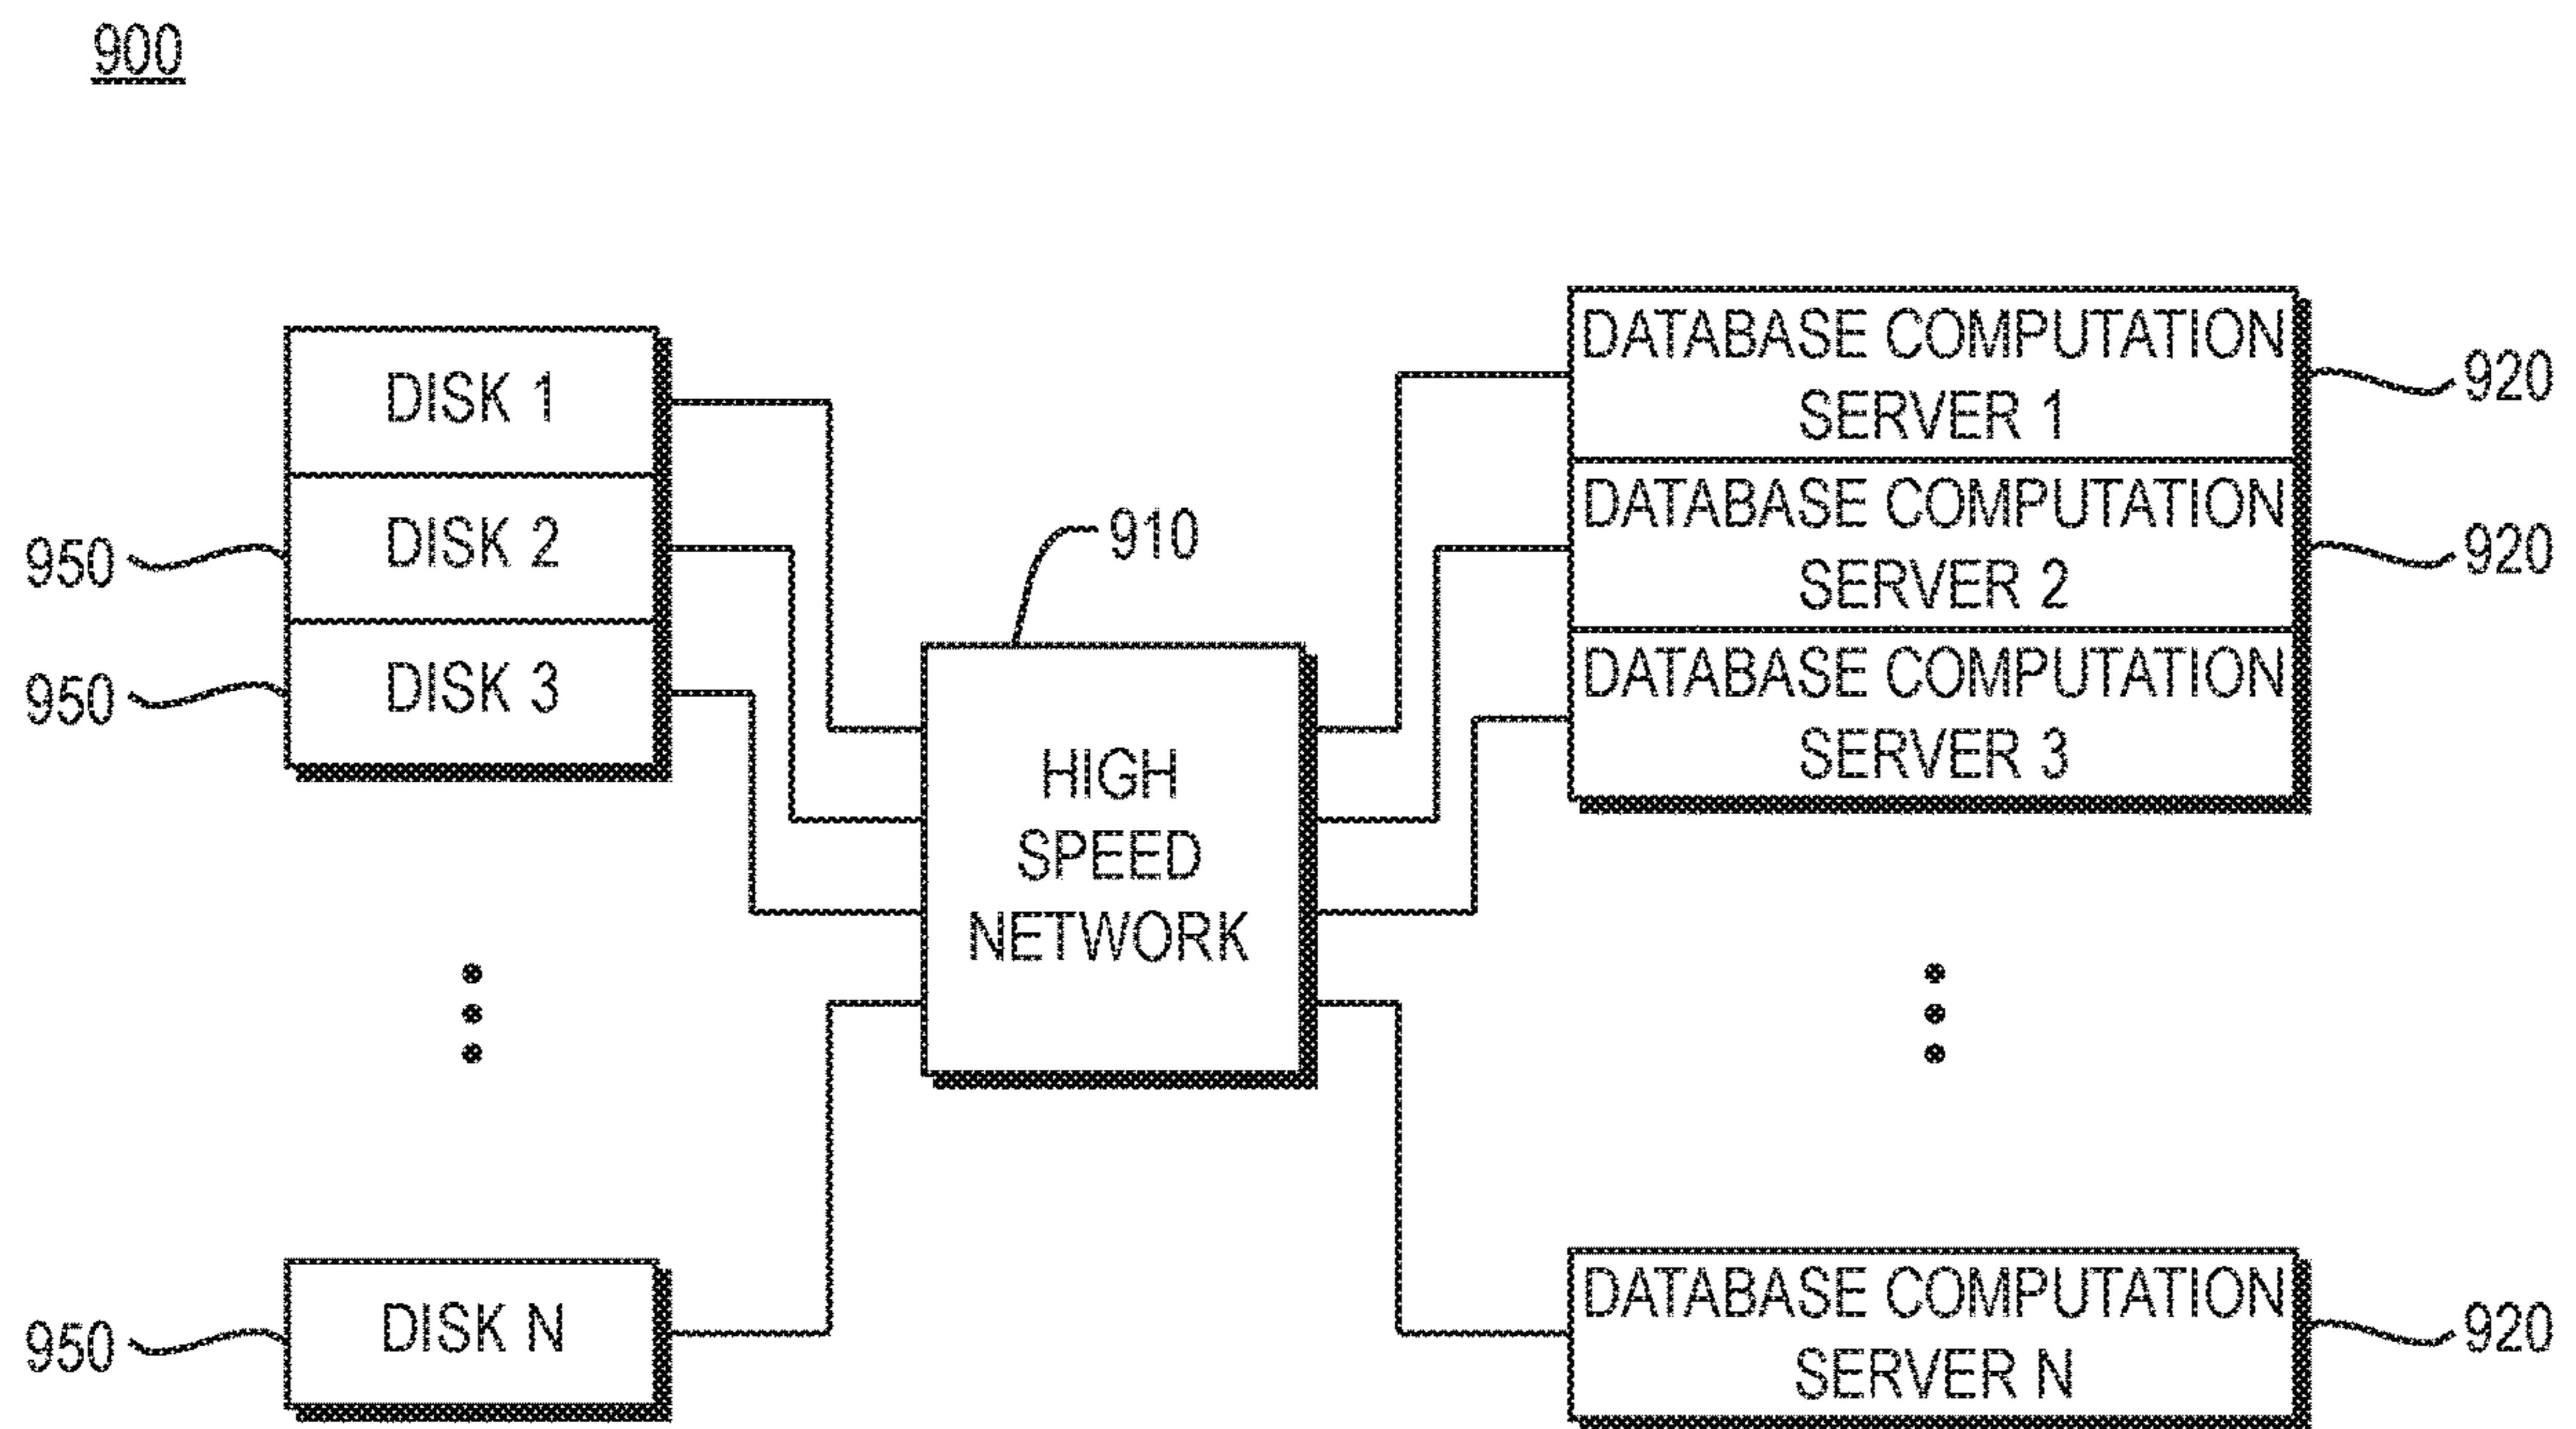 900
DISK 1
DISK 2
DISK 3
950
950
910
HIGH
SPEED
NETWORK
DATABASE COMPUTATION
SERVER 1
DATABASE COMPUTATION
SERVER 2
DATABASE COMPUTATION
SERVER 3
920
920
DISK N
950
DATABASE COMPUTATION
SERVER N
920